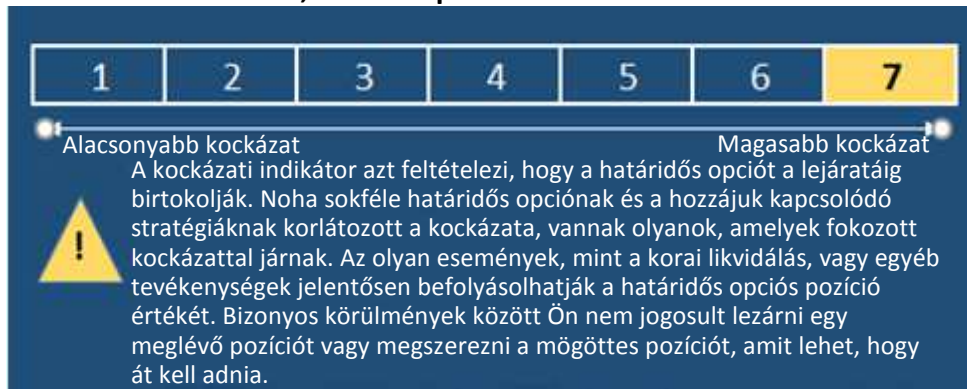 1 2 3 4 5 6 7
Alacsonyabb kockázat Magasabb kockázat
A kockázati indikátor azt feltételezi, hogy a határidős opciót a lejáratáig
birtokolják. Noha sokféle határidős opciónak és a hozzájuk kapcsolódó
stratégiáknak korlátozott a kockázata, vannak olyanok, amelyek fokozott
! kockázattal járnak. Az olyan események, mint a korai likvidálás, vagy egyéb
tevékenységek jelentősen befolyásolhatják a határidős opciós pozíció
értékét. Bizonyos körülmények között Ön nem jogosult lezárni egy
meglévő pozíciót vagy megszerezni a mögöttes pozíciót, amit lehet, hogy
át kell adnia.